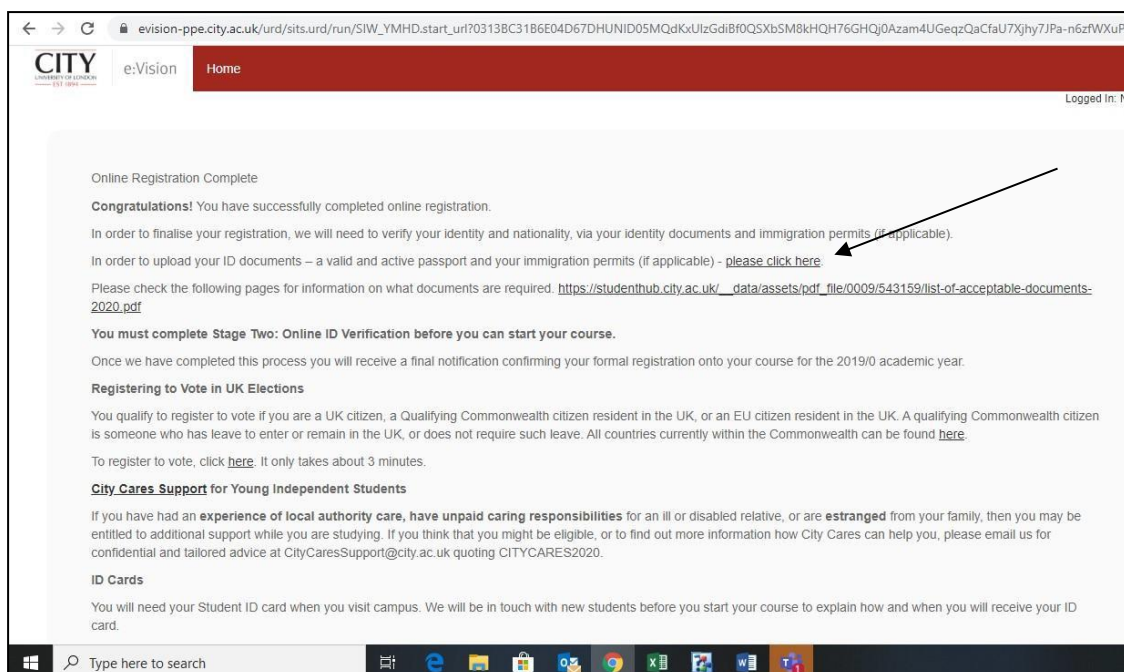 evision-ppe.city.ac.uk/urd/sits.urd/run/SIW_YMHD.start_url?0313BC31B6E04D67DHUNID05MQdKxUIzGdiBf0QSXbSM8kHQH76GHQj0Azam4UGeqzQaCfaU7Xjhy7JPa-n6zfWXuP
CITY
UNIVERSITY OF LONDON
EST 1894
e:Vision
Home
Logged In: N
Online Registration Complete
Congratulations! You have successfully completed online registration.
In order to finalise your registration, we will need to verify your identity and nationality, via your identity documents and immigration permits (if applicable).
In order to upload your ID documents – a valid and active passport and your immigration permits (if applicable) - please click here.
Please check the following pages for information on what documents are required. https://studenthub.city.ac.uk/__data/assets/pdf_file/0009/543159/list-of-acceptable-documents-
2020.pdf
You must complete Stage Two: Online ID Verification before you can start your course.
Once we have completed this process you will receive a final notification confirming your formal registration onto your course for the 2019/0 academic year.
Registering to Vote in UK Elections
You qualify to register to vote if you are a UK citizen, a Qualifying Commonwealth citizen resident in the UK, or an EU citizen resident in the UK. A qualifying Commonwealth citizen
is someone who has leave to enter or remain in the UK, or does not require such leave. All countries currently within the Commonwealth can be found here.
To register to vote, click here. It only takes about 3 minutes.
City Cares Support for Young Independent Students
If you have had an experience of local authority care, have unpaid caring responsibilities for an ill or disabled relative, or are estranged from your family, then you may be
entitled to additional support while you are studying. If you think that you might be eligible, or to find out more information how City Cares can help you, please email us for
confidential and tailored advice at CityCaresSupport@city.ac.uk quoting CITYCARES2020.
ID Cards
You will need your Student ID card when you visit campus. We will be in touch with new students before you start your course to explain how and when you will receive your ID
card.
Type here to search